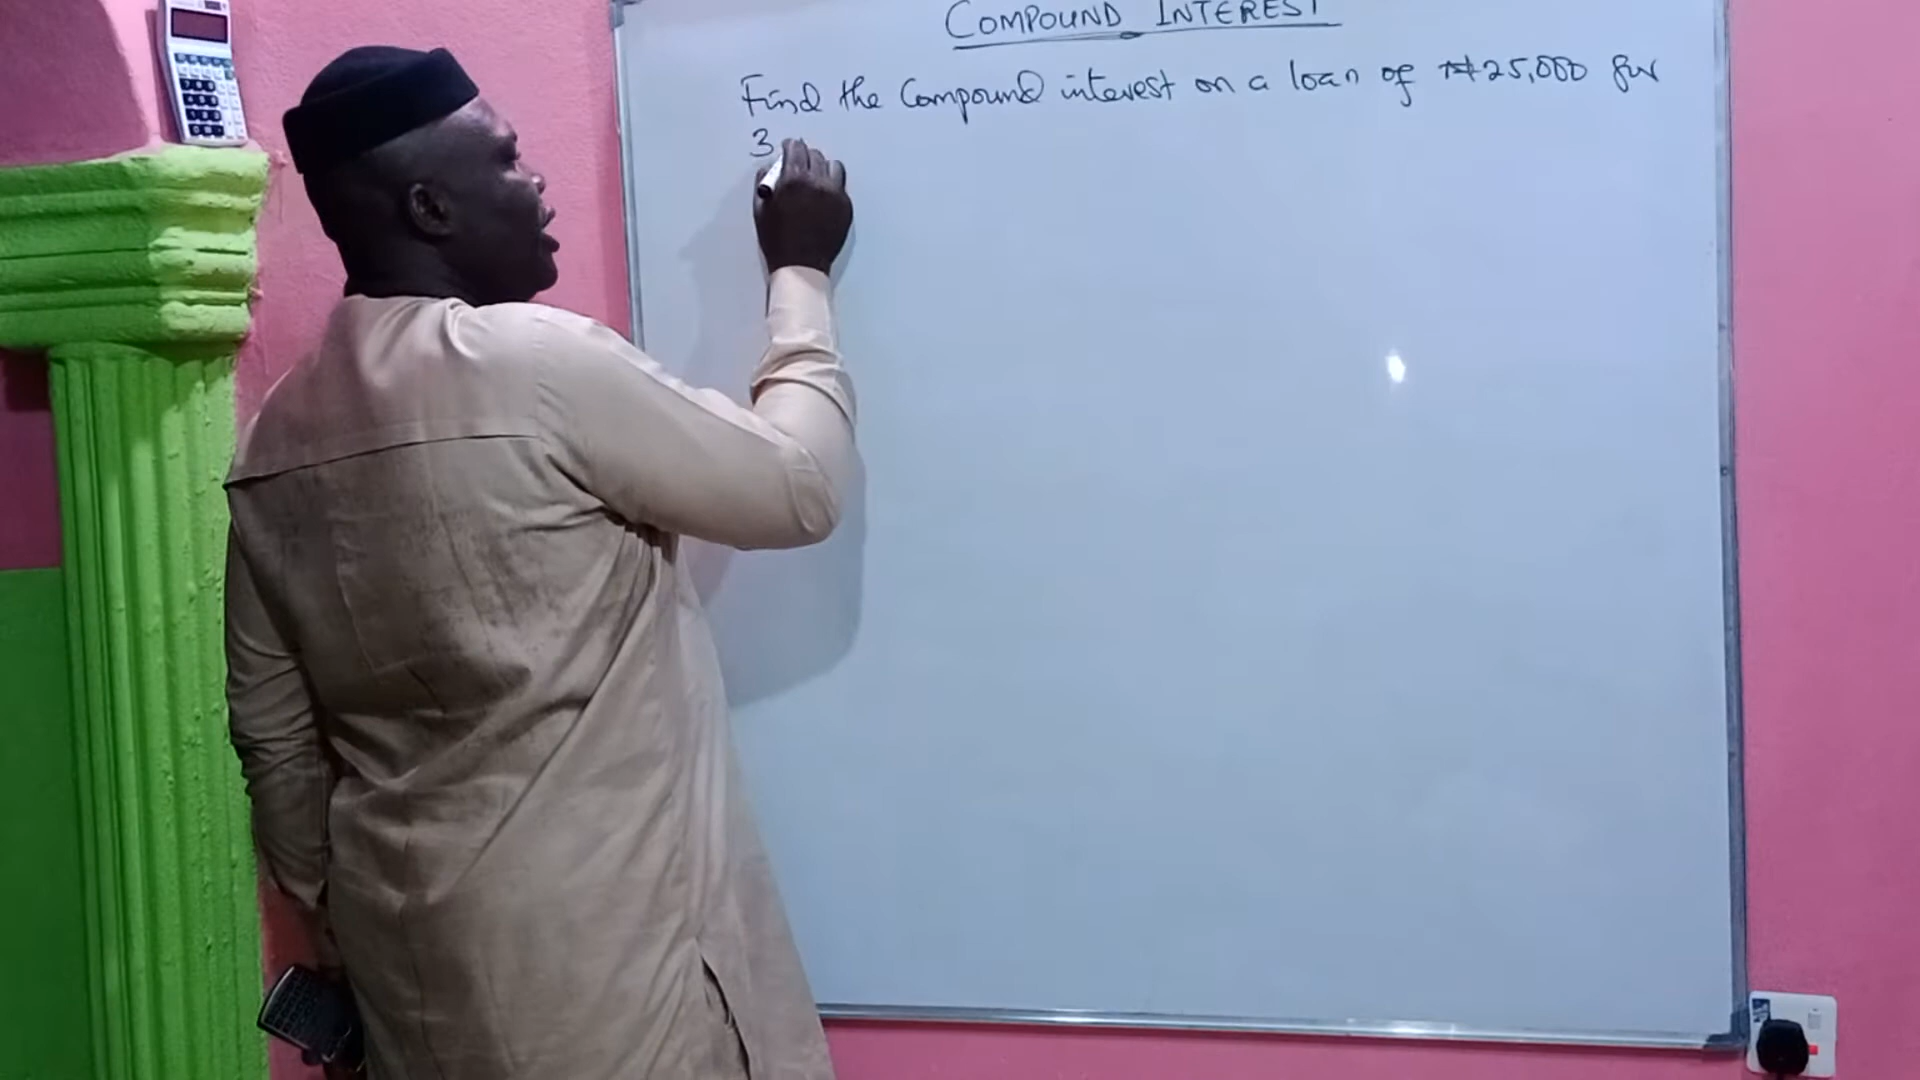 COMPOUND INTEREST
Find the Compound interest on a loan of ₦25,000 for
3